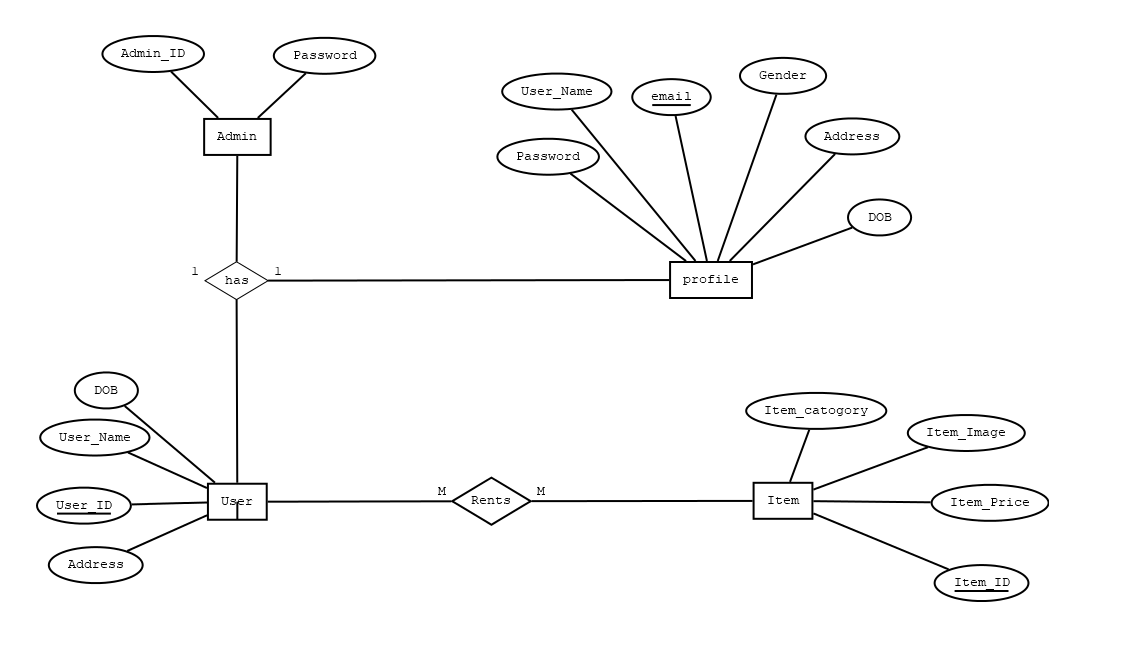 Admin_ID
Password
Admin
User_Name
email
Gender
Password
Address
DOB
1
has
1
profile
DOB
User_Name
User_ID
Address
User
M
Rents
M
Item
Item_catogory
Item_Image
Item_Price
Item_ID